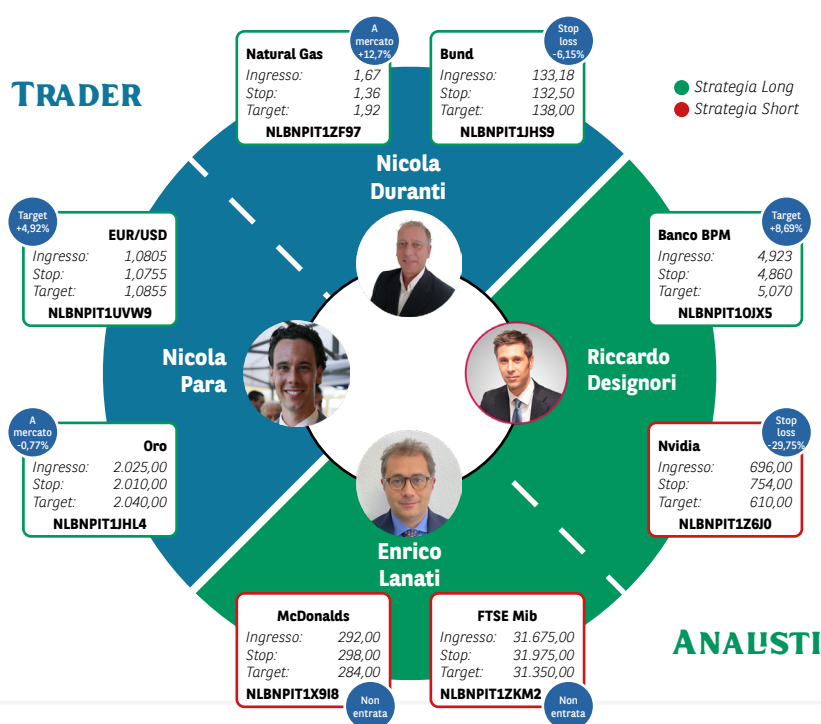 TRADER
Natural Gas
A
mercato
+12,7%
Ingresso: 1,67
Stop: 1,36
Target: 1,92
NLBNPIT1ZF97
Bund
Stop
loss
-6,15%
Ingresso: 133,18
Stop: 132,50
Target: 138,00
NLBNPIT1JHS9
Strategia Long
Strategia Short
Nicola
Duranti
Target
+4,92%
EUR/USD
Ingresso: 1,0805
Stop: 1,0755
Target: 1,0855
NLBNPIT1UVW9
Banco BPM
Target
+8,69%
Ingresso: 4,923
Stop: 4,860
Target: 5,070
NLBNPIT1OJX5
Nicola
Para
Riccardo
Designori
A
mercato
-0,77%
Oro
Ingresso: 2.025,00
Stop: 2.010,00
Target: 2.040,00
NLBNPIT1JHL4
Nvidia
Stop
loss
-29,75%
Ingresso: 696,00
Stop: 754,00
Target: 610,00
NLBNPIT1Z6J0
Enrico
Lanati
McDonalds
Ingresso: 292,00
Stop: 298,00
Target: 284,00
NLBNPIT1X9I8
Non
entrata
FTSE Mib
Ingresso: 31.675,00
Stop: 31.975,00
Target: 31.350,00
NLBNPIT1ZKM2
Non
entrata
ANALISTI